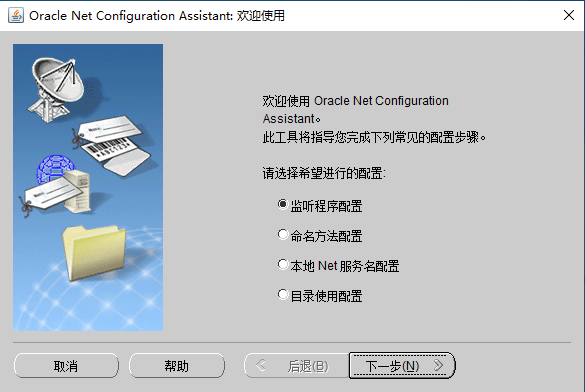 Oracle Net Configuration Assistant: 欢迎使用
欢迎使用 Oracle Net Configuration
Assistant。
此工具将指导您完成下列常见的配置步骤。
请选择希望进行的配置:
监听程序配置
命名方法配置
本地 Net 服务名配置
目录使用配置
取消
帮助
后退(B)
下一步(N)